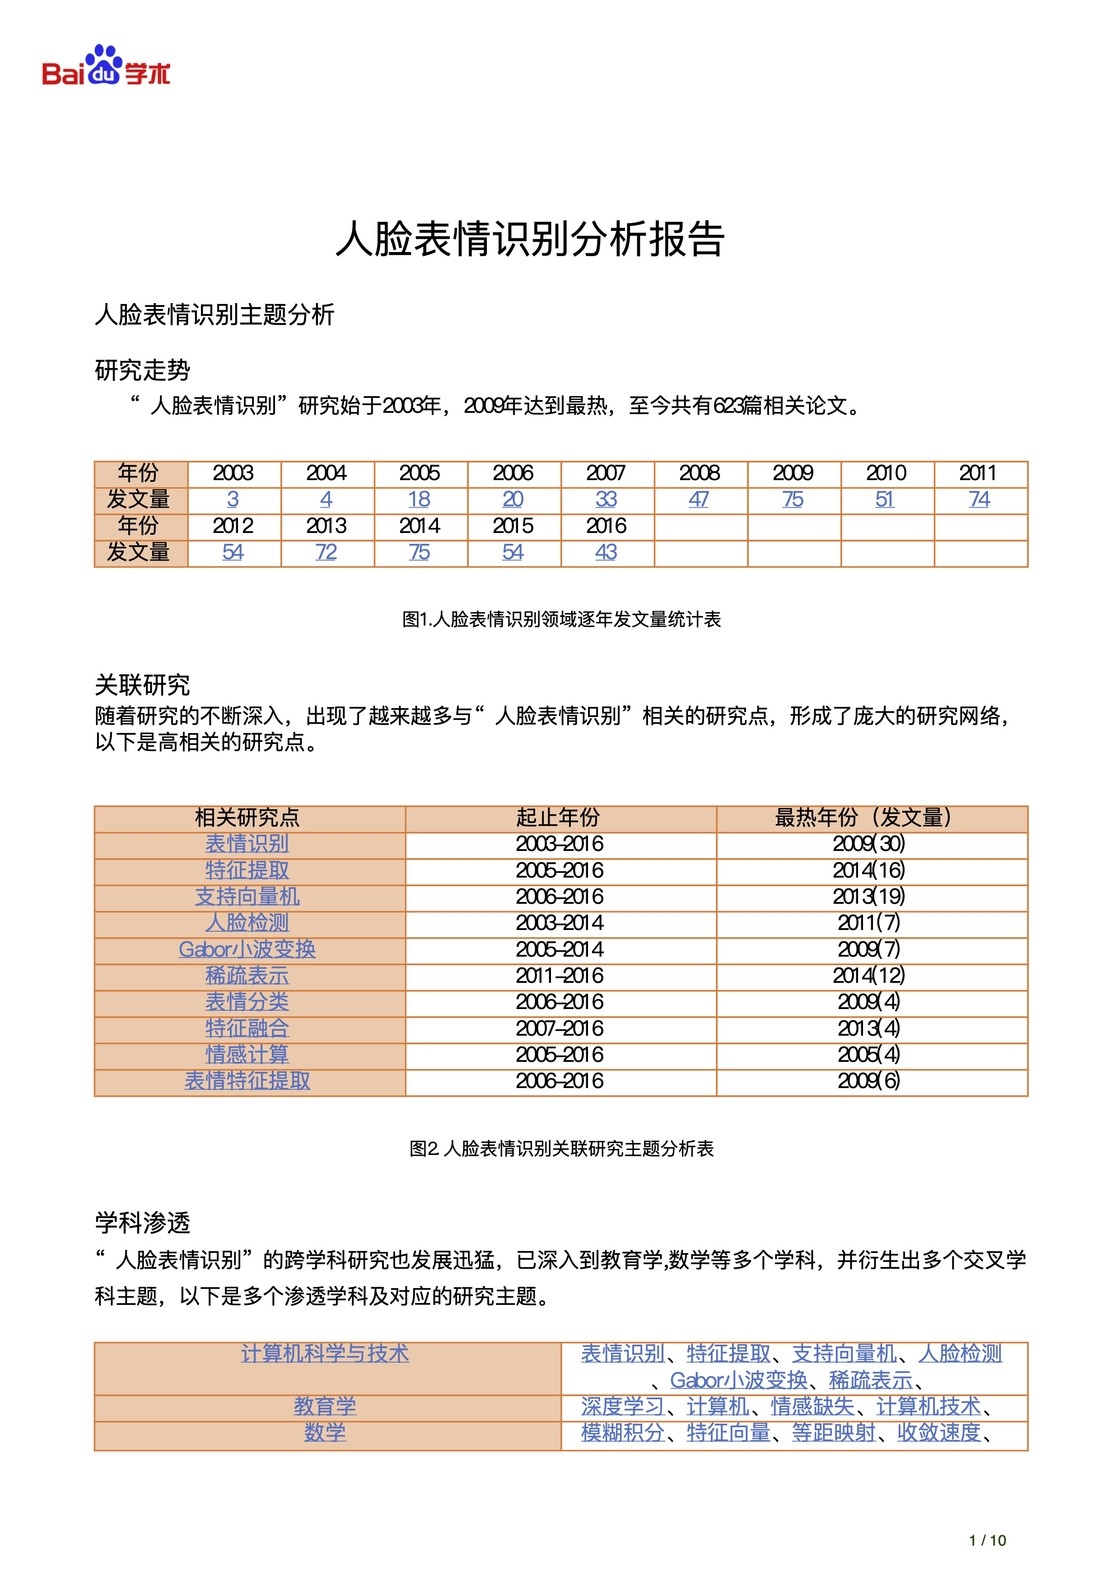 Baidu学术
人脸表情识别分析报告
人脸表情识别主题分析
研究走势
“人脸表情识别”研究始于2003年，2009年达到最热，至今共有623篇相关论文。
年份 2003 2004 2005 2006 2007 2008 2009 2010 2011
发文量 3 4 18 20 33 47 75 51 74
年份 2012 2013 2014 2015 2016
发文量 54 72 75 54 43
图1.人脸表情识别领域逐年发文量统计表
关联研究
随着研究的不断深入，出现了越来越多与“人脸表情识别”相关的研究点，形成了庞大的研究网络，
以下是高相关的研究点。
相关研究点 起止年份 最热年份（发文量）
表情识别 2003-2016 2009(30)
特征提取 2005-2016 2014(16)
支持向量机 2006-2016 2013(19)
人脸检测 2003-2014 2011(7)
Gabor小波变换 2005-2014 2009(7)
稀疏表示 2011-2016 2014(12)
表情分类 2006-2016 2009(4)
特征融合 2007-2016 2013(4)
情感计算 2005-2016 2005(4)
表情特征提取 2006-2016 2009(6)
图2.人脸表情识别关联研究主题分析表
学科渗透
“人脸表情识别”的跨学科研究也发展迅猛，已深入到教育学,数学等多个学科，并衍生出多个交叉学
科主题，以下是多个渗透学科及对应的研究主题。
计算机科学与技术 表情识别、特征提取、支持向量机、人脸检测
、Gabor小波变换、稀疏表示、
教育学 深度学习、计算机、情感缺失、计算机技术、
数学 模糊积分、特征向量、等距映射、收敛速度、
1 / 10